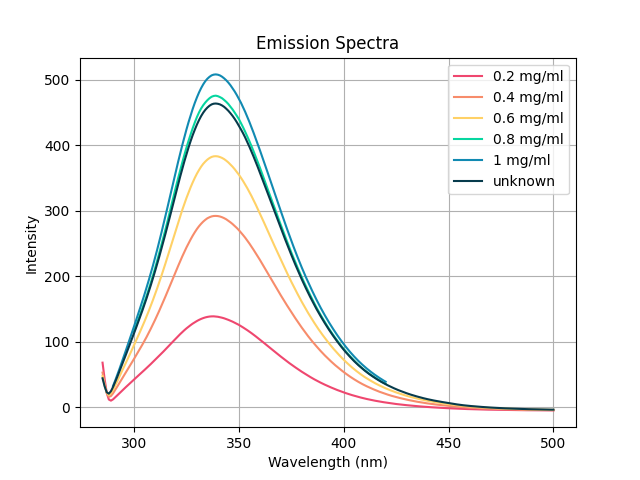 Emission Spectra
500
400
300
200
100
0
Intensity
300
350
400
450
500
Wavelength (nm)
0.2 mg/ml
0.4 mg/ml
0.6 mg/ml
0.8 mg/ml
1 mg/ml
unknown